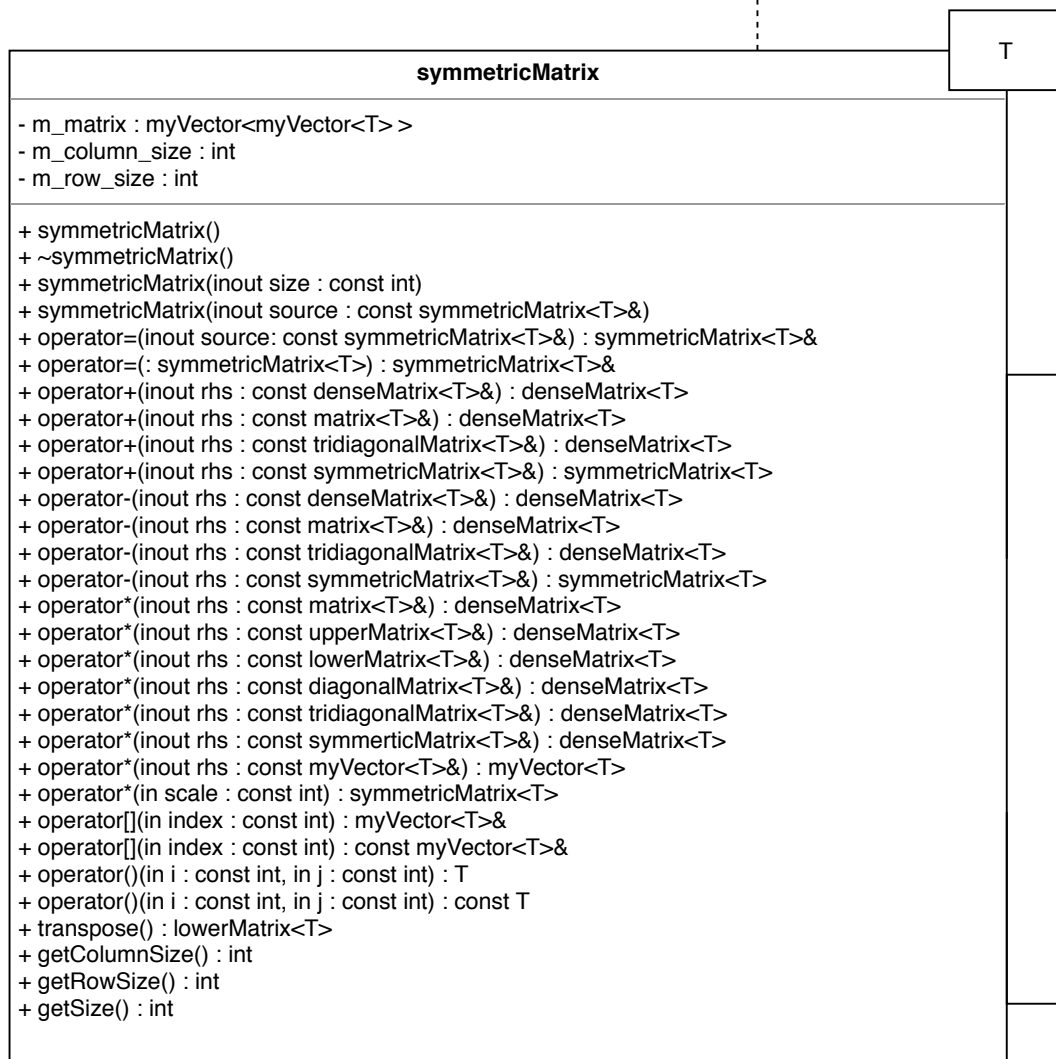 T
symmetricMatrix
- m_matrix : myVector<myVector<T> >
- m_column_size : int
- m_row_size : int
+ symmetricMatrix()
+ ~symmetricMatrix()
+ symmetricMatrix(inout size : const int)
+ symmetricMatrix(inout source : const symmetricMatrix<T>&)
+ operator=(inout source: const symmetricMatrix<T>&) : symmetricMatrix<T>&
+ operator=(: symmetricMatrix<T>) : symmetricMatrix<T>&
+ operator+(inout rhs : const denseMatrix<T>&) : denseMatrix<T>
+ operator+(inout rhs : const matrix<T>&) : denseMatrix<T>
+ operator+(inout rhs : const tridiagonalMatrix<T>&) : denseMatrix<T>
+ operator+(inout rhs : const symmetricMatrix<T>&) : symmetricMatrix<T>
+ operator-(inout rhs : const denseMatrix<T>&) : denseMatrix<T>
+ operator-(inout rhs : const matrix<T>&) : denseMatrix<T>
+ operator-(inout rhs : const tridiagonalMatrix<T>&) : denseMatrix<T>
+ operator-(inout rhs : const symmetricMatrix<T>&) : symmetricMatrix<T>
+ operator*(inout rhs : const matrix<T>&) : denseMatrix<T>
+ operator*(inout rhs : const upperMatrix<T>&) : denseMatrix<T>
+ operator*(inout rhs : const lowerMatrix<T>&) : denseMatrix<T>
+ operator*(inout rhs : const diagonalMatrix<T>&) : denseMatrix<T>
+ operator*(inout rhs : const tridiagonalMatrix<T>&) : denseMatrix<T>
+ operator*(inout rhs : const symmerticMatrix<T>&) : denseMatrix<T>
+ operator*(inout rhs : const myVector<T>&) : myVector<T>
+ operator*(in scale : const int) : symmetricMatrix<T>
+ operator[](in index : const int) : myVector<T>&
+ operator[](in index : const int) : const myVector<T>&
+ operator()(in i : const int, in j : const int) : T
+ operator()(in i : const int, in j : const int) : const T
+ transpose() : lowerMatrix<T>
+ getColumnSize() : int
+ getRowSize() : int
+ getSize() : int